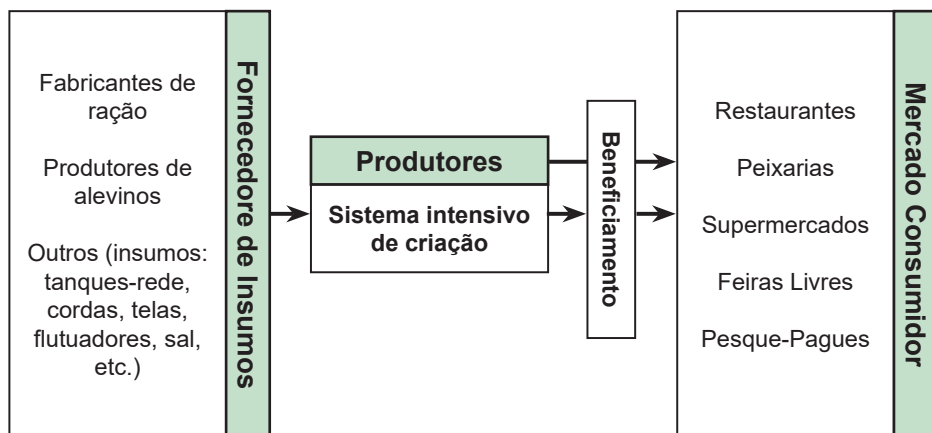 Fabricantes de
ração
Produtores de
alevinos
Outros (insumos:
tanques-rede,
cordas, telas,
flutuadores, sal,
etc.)
Fornecedore de Insumos
Produtores
Sistema intensivo
de criação
Beneficiamento
Restaurantes
Peixarias
Supermercados
Feiras Livres
Pesque-Pagues
Mercado Consumidor